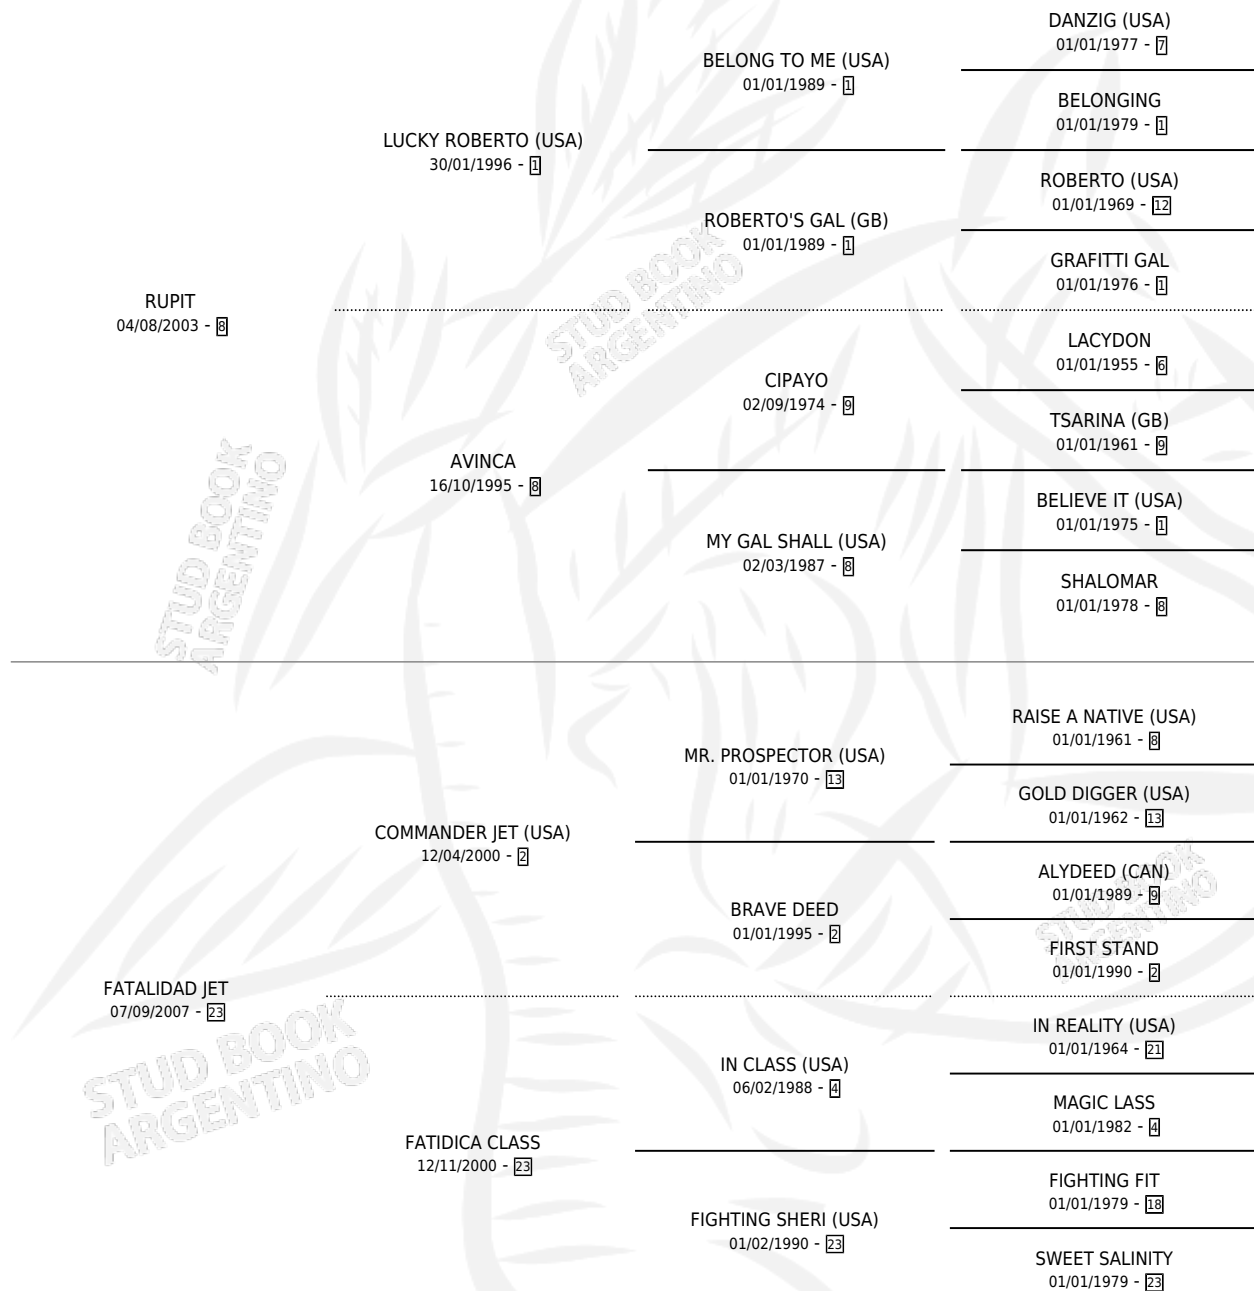 DANZIG (USA)
01/01/1977 - 7
BELONG TO ME (USA)
01/01/1989 - 1
BELONGING
01/01/1979 - 1
LUCKY ROBERTO (USA)
30/01/1996 - 1
ROBERTO (USA)
01/01/1969 - 12
ROBERTO'S GAL (GB)
01/01/1989 - 1
GRAFITTI GAL
01/01/1976 - 1
RUPIT
04/08/2003 - 8
STUD BOOK
ARGENTINO
LACYDON
01/01/1955 - 6
CIPAYO
02/09/1974 - 9
TSARINA (GB)
01/01/1961 - 9
AVINCA
16/10/1995 - 8
BELIEVE IT (USA)
01/01/1975 - 1
MY GAL SHALL (USA)
02/03/1987 - 8
SHALOMAR
01/01/1978 - 8
STUD BOOK
ARGENTINO
RAISE A NATIVE (USA)
01/01/1961 - 8
MR. PROSPECTOR (USA)
01/01/1970 - 13
GOLD DIGGER (USA)
01/01/1962 - 13
COMMANDER JET (USA)
12/04/2000 - 2
ALYDEED (CAN)
01/01/1989 - 9
STUD BOOK
ARGENTINO
BRAVE DEED
01/01/1995 - 2
FIRST STAND
01/01/1990 - 2
FATALIDAD JET
07/09/2007 - 23
STUD BOOK
ARGENTINO
IN REALITY (USA)
01/01/1964 - 21
IN CLASS (USA)
06/02/1988 - 4
MAGIC LASS
01/01/1982 - 4
FATIDICA CLASS
12/11/2000 - 23
FIGHTING FIT
01/01/1979 - 18
FIGHTING SHERI (USA)
01/02/1990 - 23
SWEET SALINITY
01/01/1979 - 23